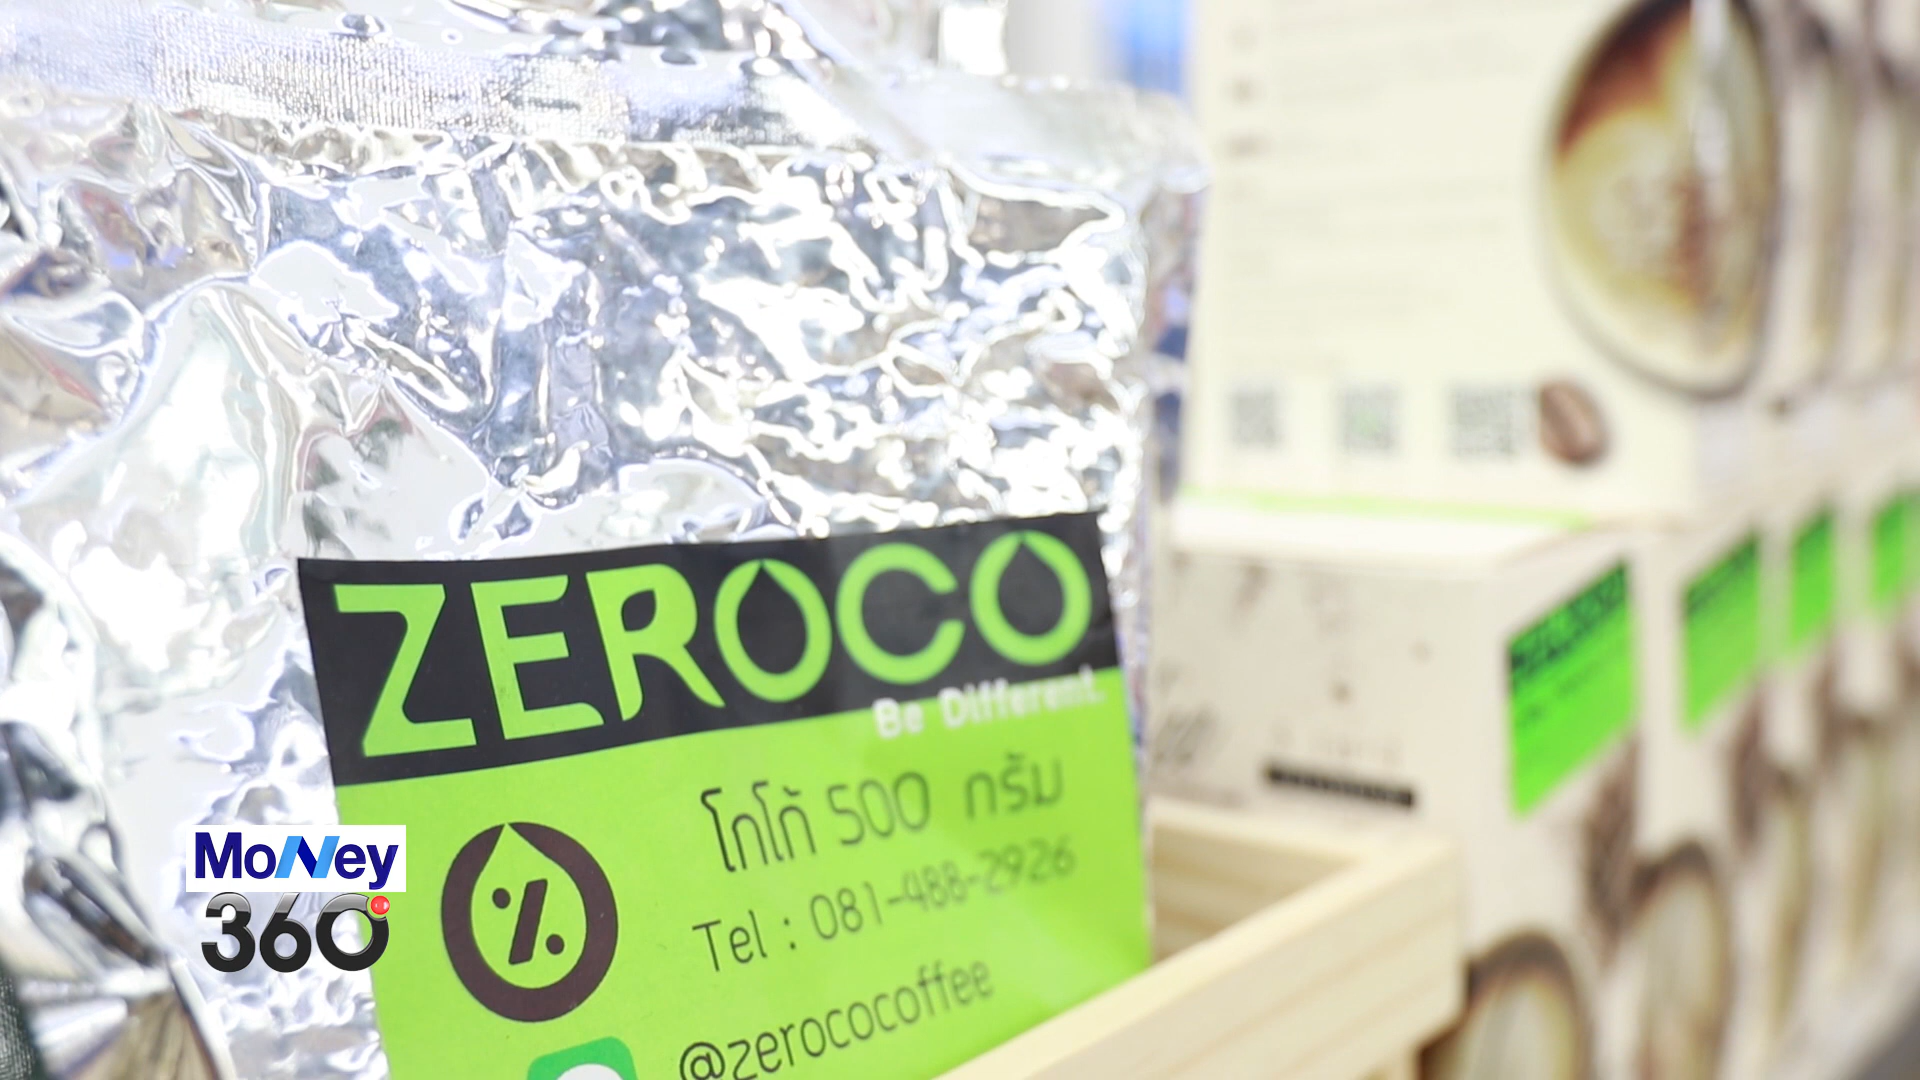 ZEROCO
Be Different.
โกโก้ 500 กรัม
Tel : 081-488-2926
@zerococoffee
Money
360